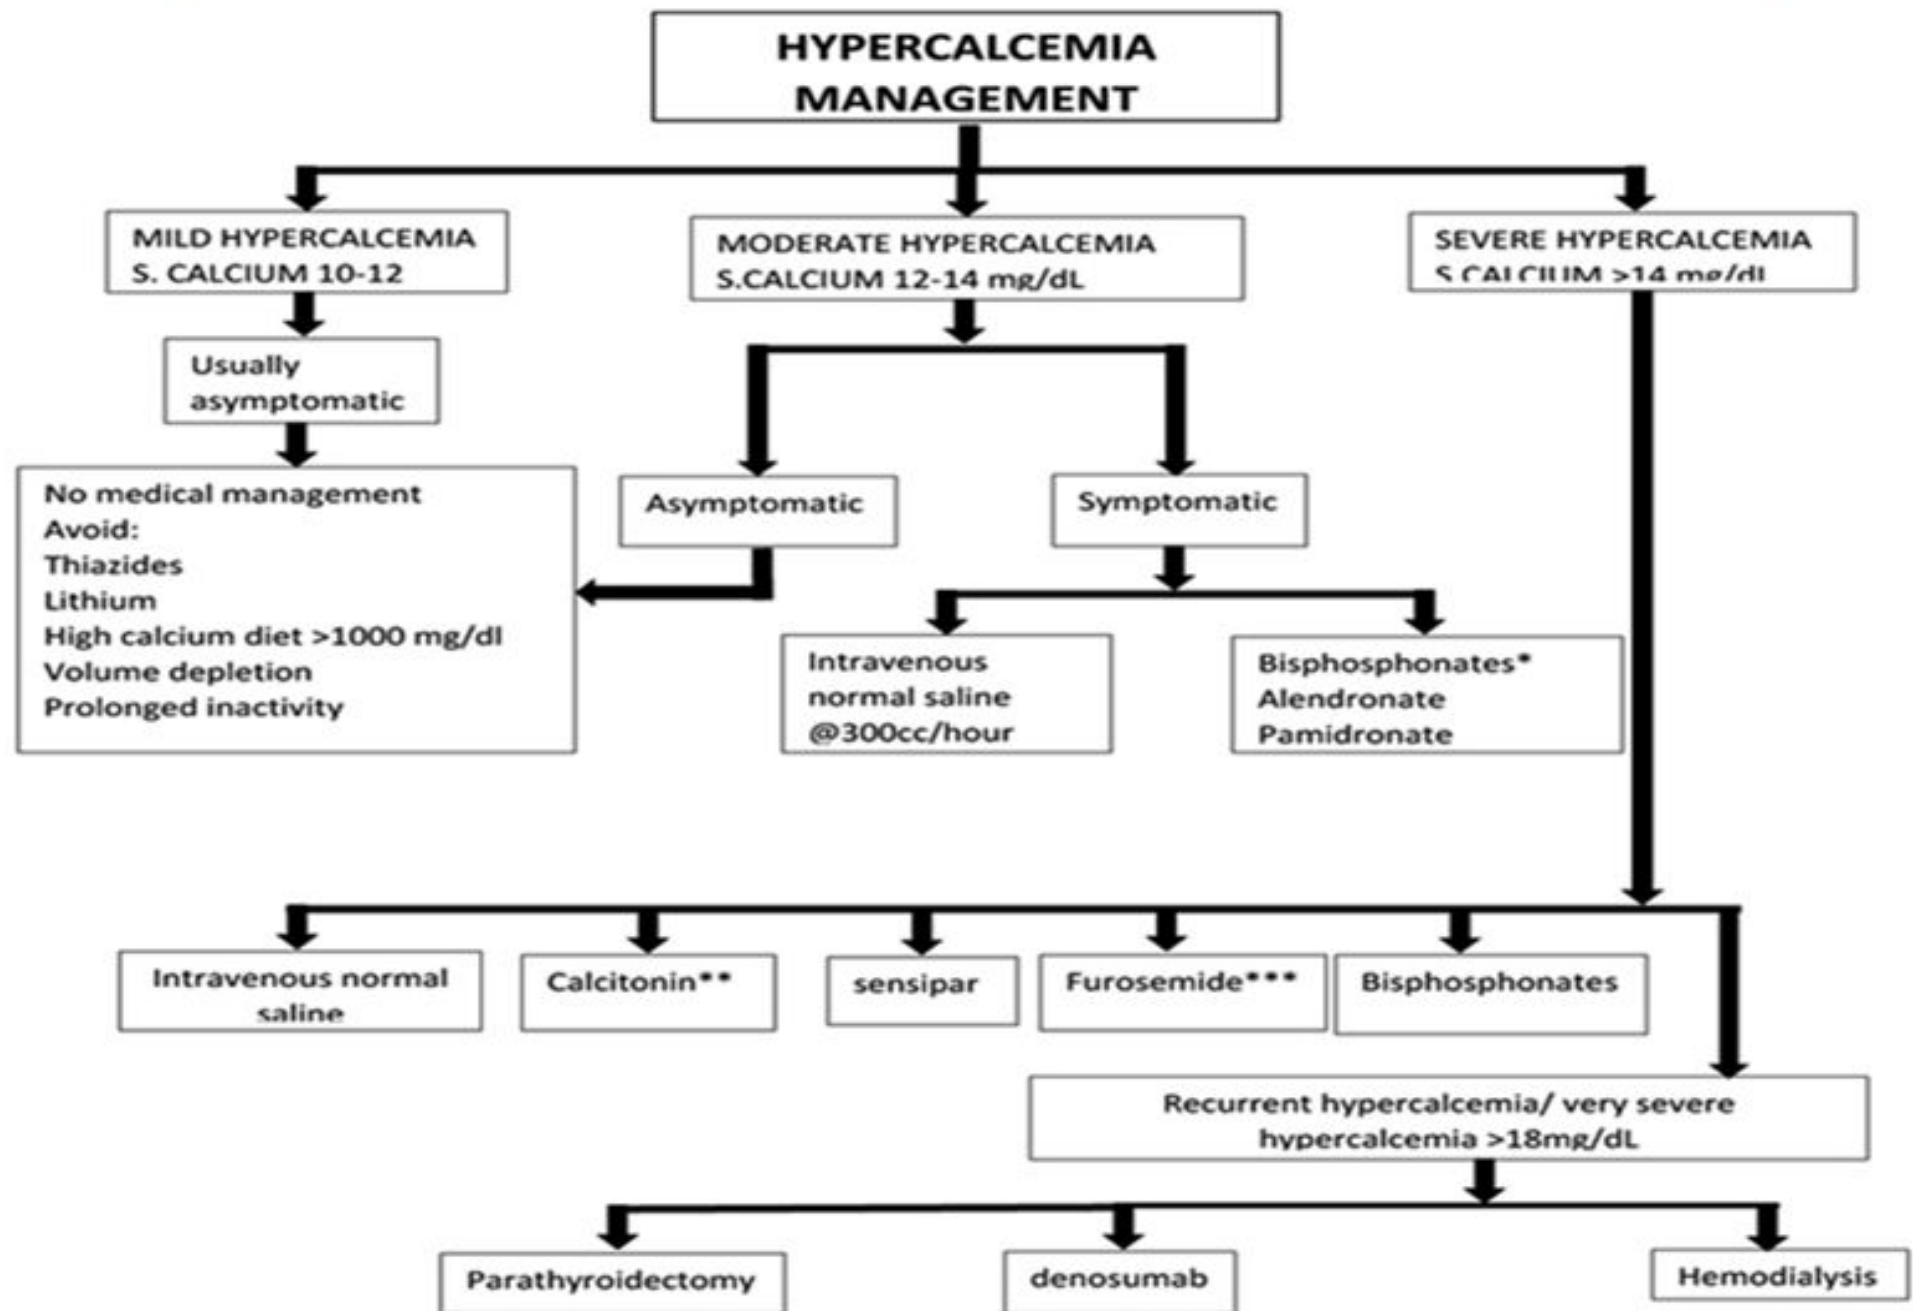 HYPERCALCEMIA
MANAGEMENT
MILD HYPERCALCEMIA
S. CALCIUM 10-12
MODERATE HYPERCALCEMIA
S.CALCIUM 12-14 mg/dL
SEVERE HYPERCALCEMIA
S CALCIUM >14 mg/dL
Usually
asymptomatic
No medical management
Avoid:
Thiazides
Lithium
High calcium diet >1000 mg/dl
Volume depletion
Prolonged inactivity
Asymptomatic
Symptomatic
Intravenous
normal saline
@300cc/hour
Bisphosphonates*
Alendronate
Pamidronate
Intravenous normal
saline
Calcitonin**
sensipar
Furosemide***
Bisphosphonates
Recurrent hypercalcemia/ very severe
hypercalcemia >18mg/dL
Parathyroidectomy
denosumab
Hemodialysis